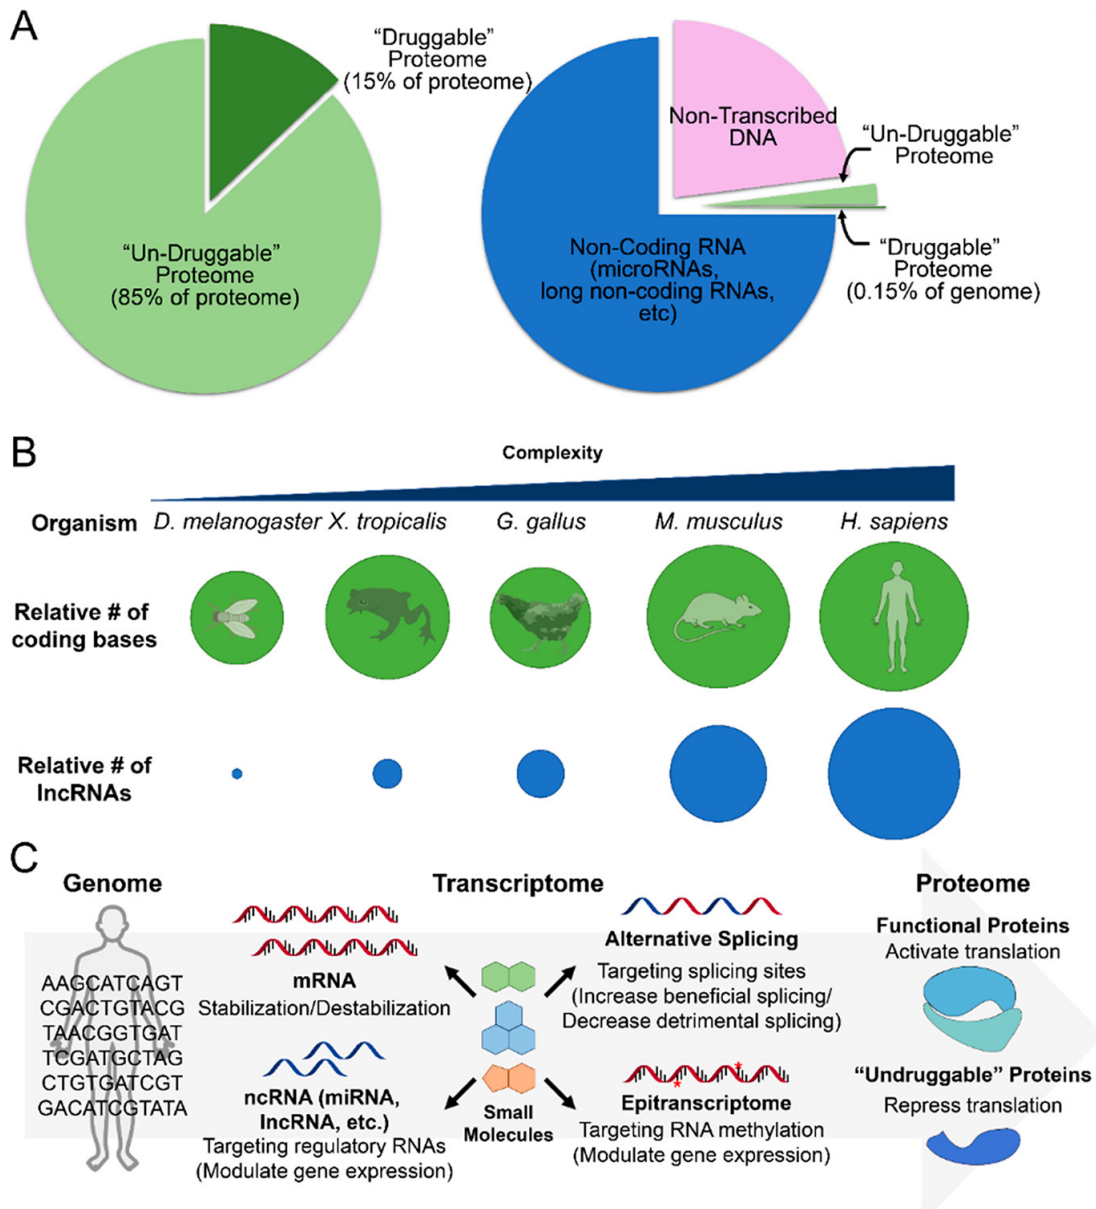 A
“Druggable”
Proteome
(15% of proteome)
“Un-Druggable”
Proteome
(85% of proteome)
Non-Transcribed
DNA
“Un-Druggable”
Proteome
Non-Coding RNA
(microRNAs,
long non-coding RNAs,
etc)
“Druggable”
Proteome
(0.15% of genome)
B
Complexity
Organism D. melanogaster X. tropicalis G. gallus M. musculus H. sapiens
Relative # of
coding bases
Relative # of
lncRNAs
C
Genome
AAGCATCAGT
CGACTGTACG
TAACGGTGAT
TCGATGCTAG
CTGTGATCGT
GACATCGTATA
Transcriptome
mRNA
Stabilization/Destabilization
ncRNA (miRNA,
lncRNA, etc.)
Targeting regulatory RNAs
(Modulate gene expression)
Small
Molecules
Alternative Splicing
Targeting splicing sites
(Increase beneficial splicing/
Decrease detrimental splicing)
Epitranscriptome
Targeting RNA methylation
(Modulate gene expression)
Proteome
Functional Proteins
Activate translation
“Undruggable” Proteins
Repress translation